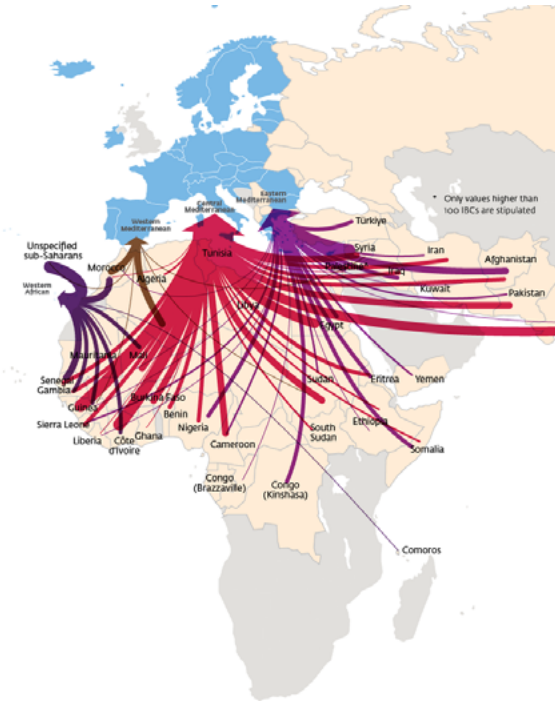 Eastern
Mediterranean
Central
Mediterranean
Western
Mediterranean
* Only values higher than
100 IBCs are stipulated
Türkiye
Unspecified
sub-Saharans
Syria
Iran
Tunisia
Afghanistan
Morocco
Iraq
Algeria
Kuwait
Western
African
Pakistan
Libya
Egypt
Mauritania
Mali
Senegal
Sudan
Eritrea
Yemen
Gambia
Burkina Faso
Guinea
Benin
Ethiopia
Sierra Leone
Nigeria
South
Sudan
Liberia
Côte
d'Ivoire
Ghana
Cameroon
Somalia
Congo
(Brazzaville)
Congo
(Kinshasa)
Comoros